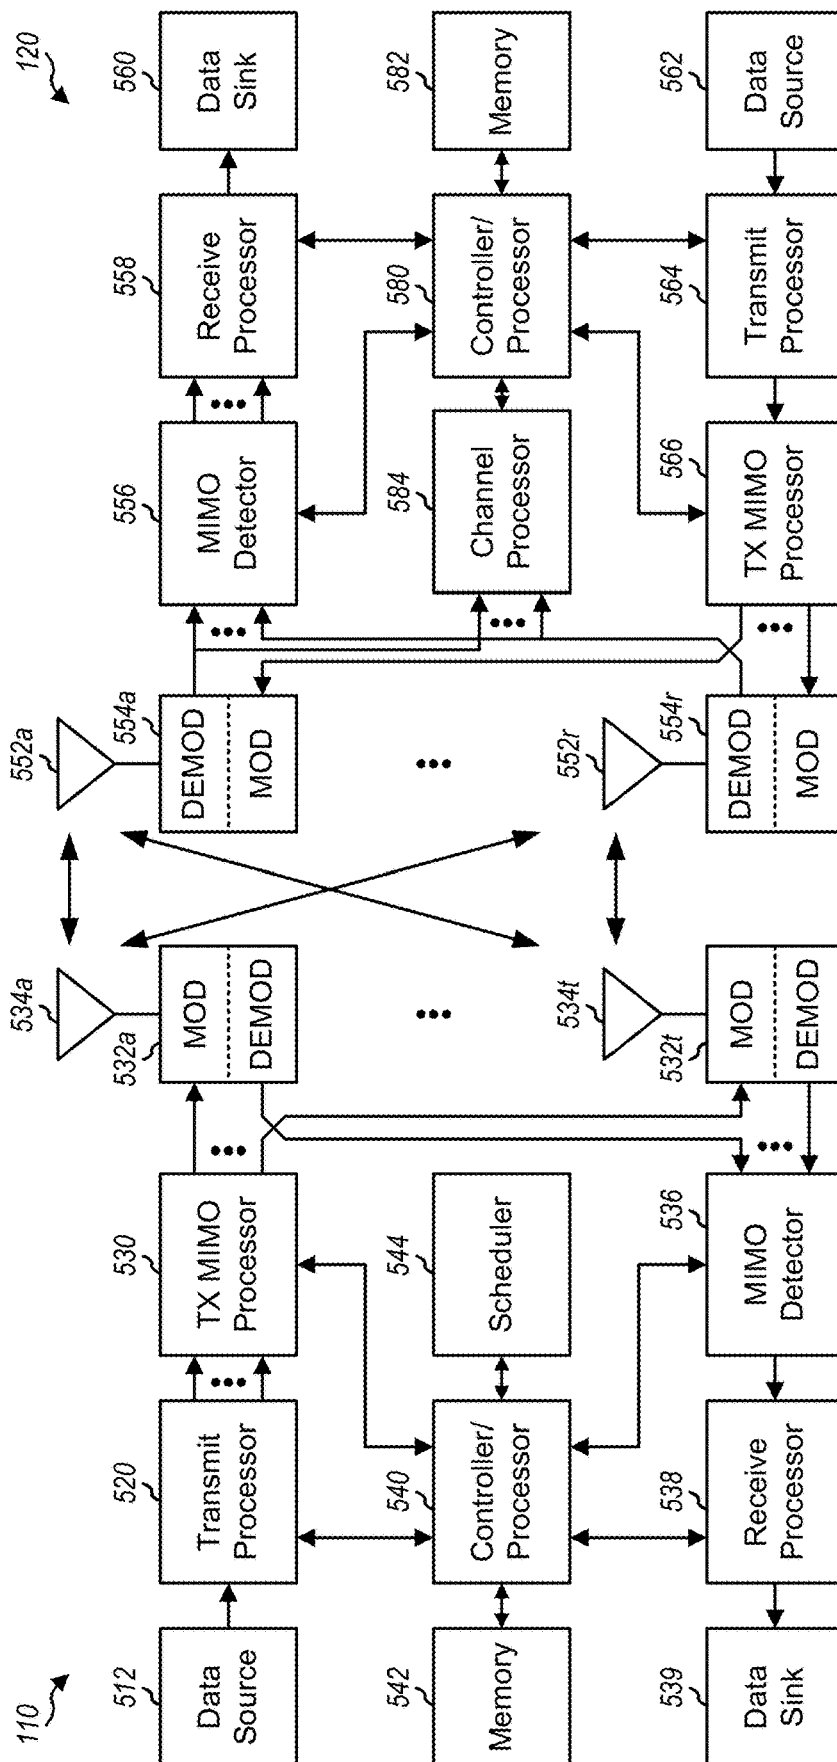 110
120
512
Data
Source
520
Transmit
Processor
530
TX MIMO
Processor
532a
MOD
DEMOD
534a
552a
554a
DEMOD
MOD
556
MIMO
Detector
558
Receive
Processor
560
Data
Sink
542
Memory
540
Controller/
Processor
544
Scheduler
584
Channel
Processor
580
Controller/
Processor
582
Memory
539
Data
Sink
538
Receive
Processor
536
MIMO
Detector
532t
MOD
DEMOD
534t
552r
554r
DEMOD
MOD
566
TX MIMO
Processor
564
Transmit
Processor
562
Data
Source